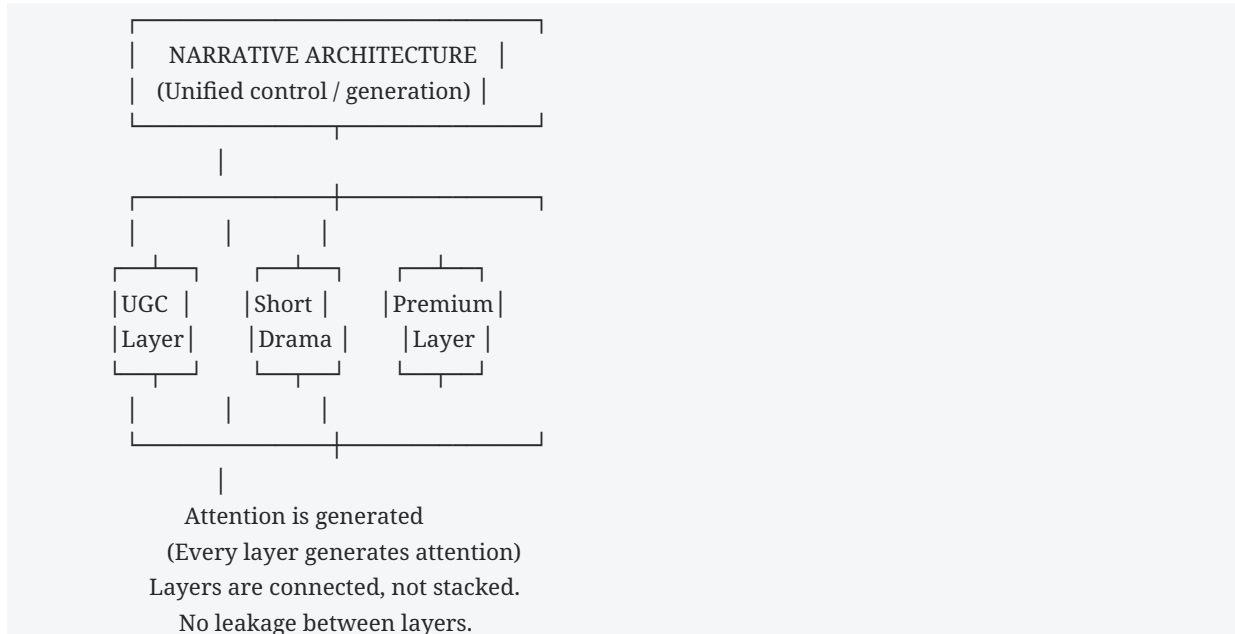 NARRATIVE ARCHITECTURE
(Unified control / generation)
UGC Short Premium
Layer Drama Layer
Attention is generated
(Every layer generates attention)
Layers are connected, not stacked.
No leakage between layers.